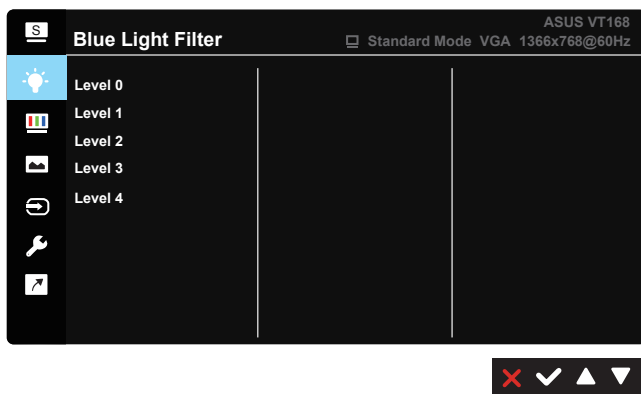 S
ASUS VT168
Blue Light Filter
Standard Mode VGA 1366x768@60Hz
Level 0
Level 1
Level 2
Level 3
Level 4